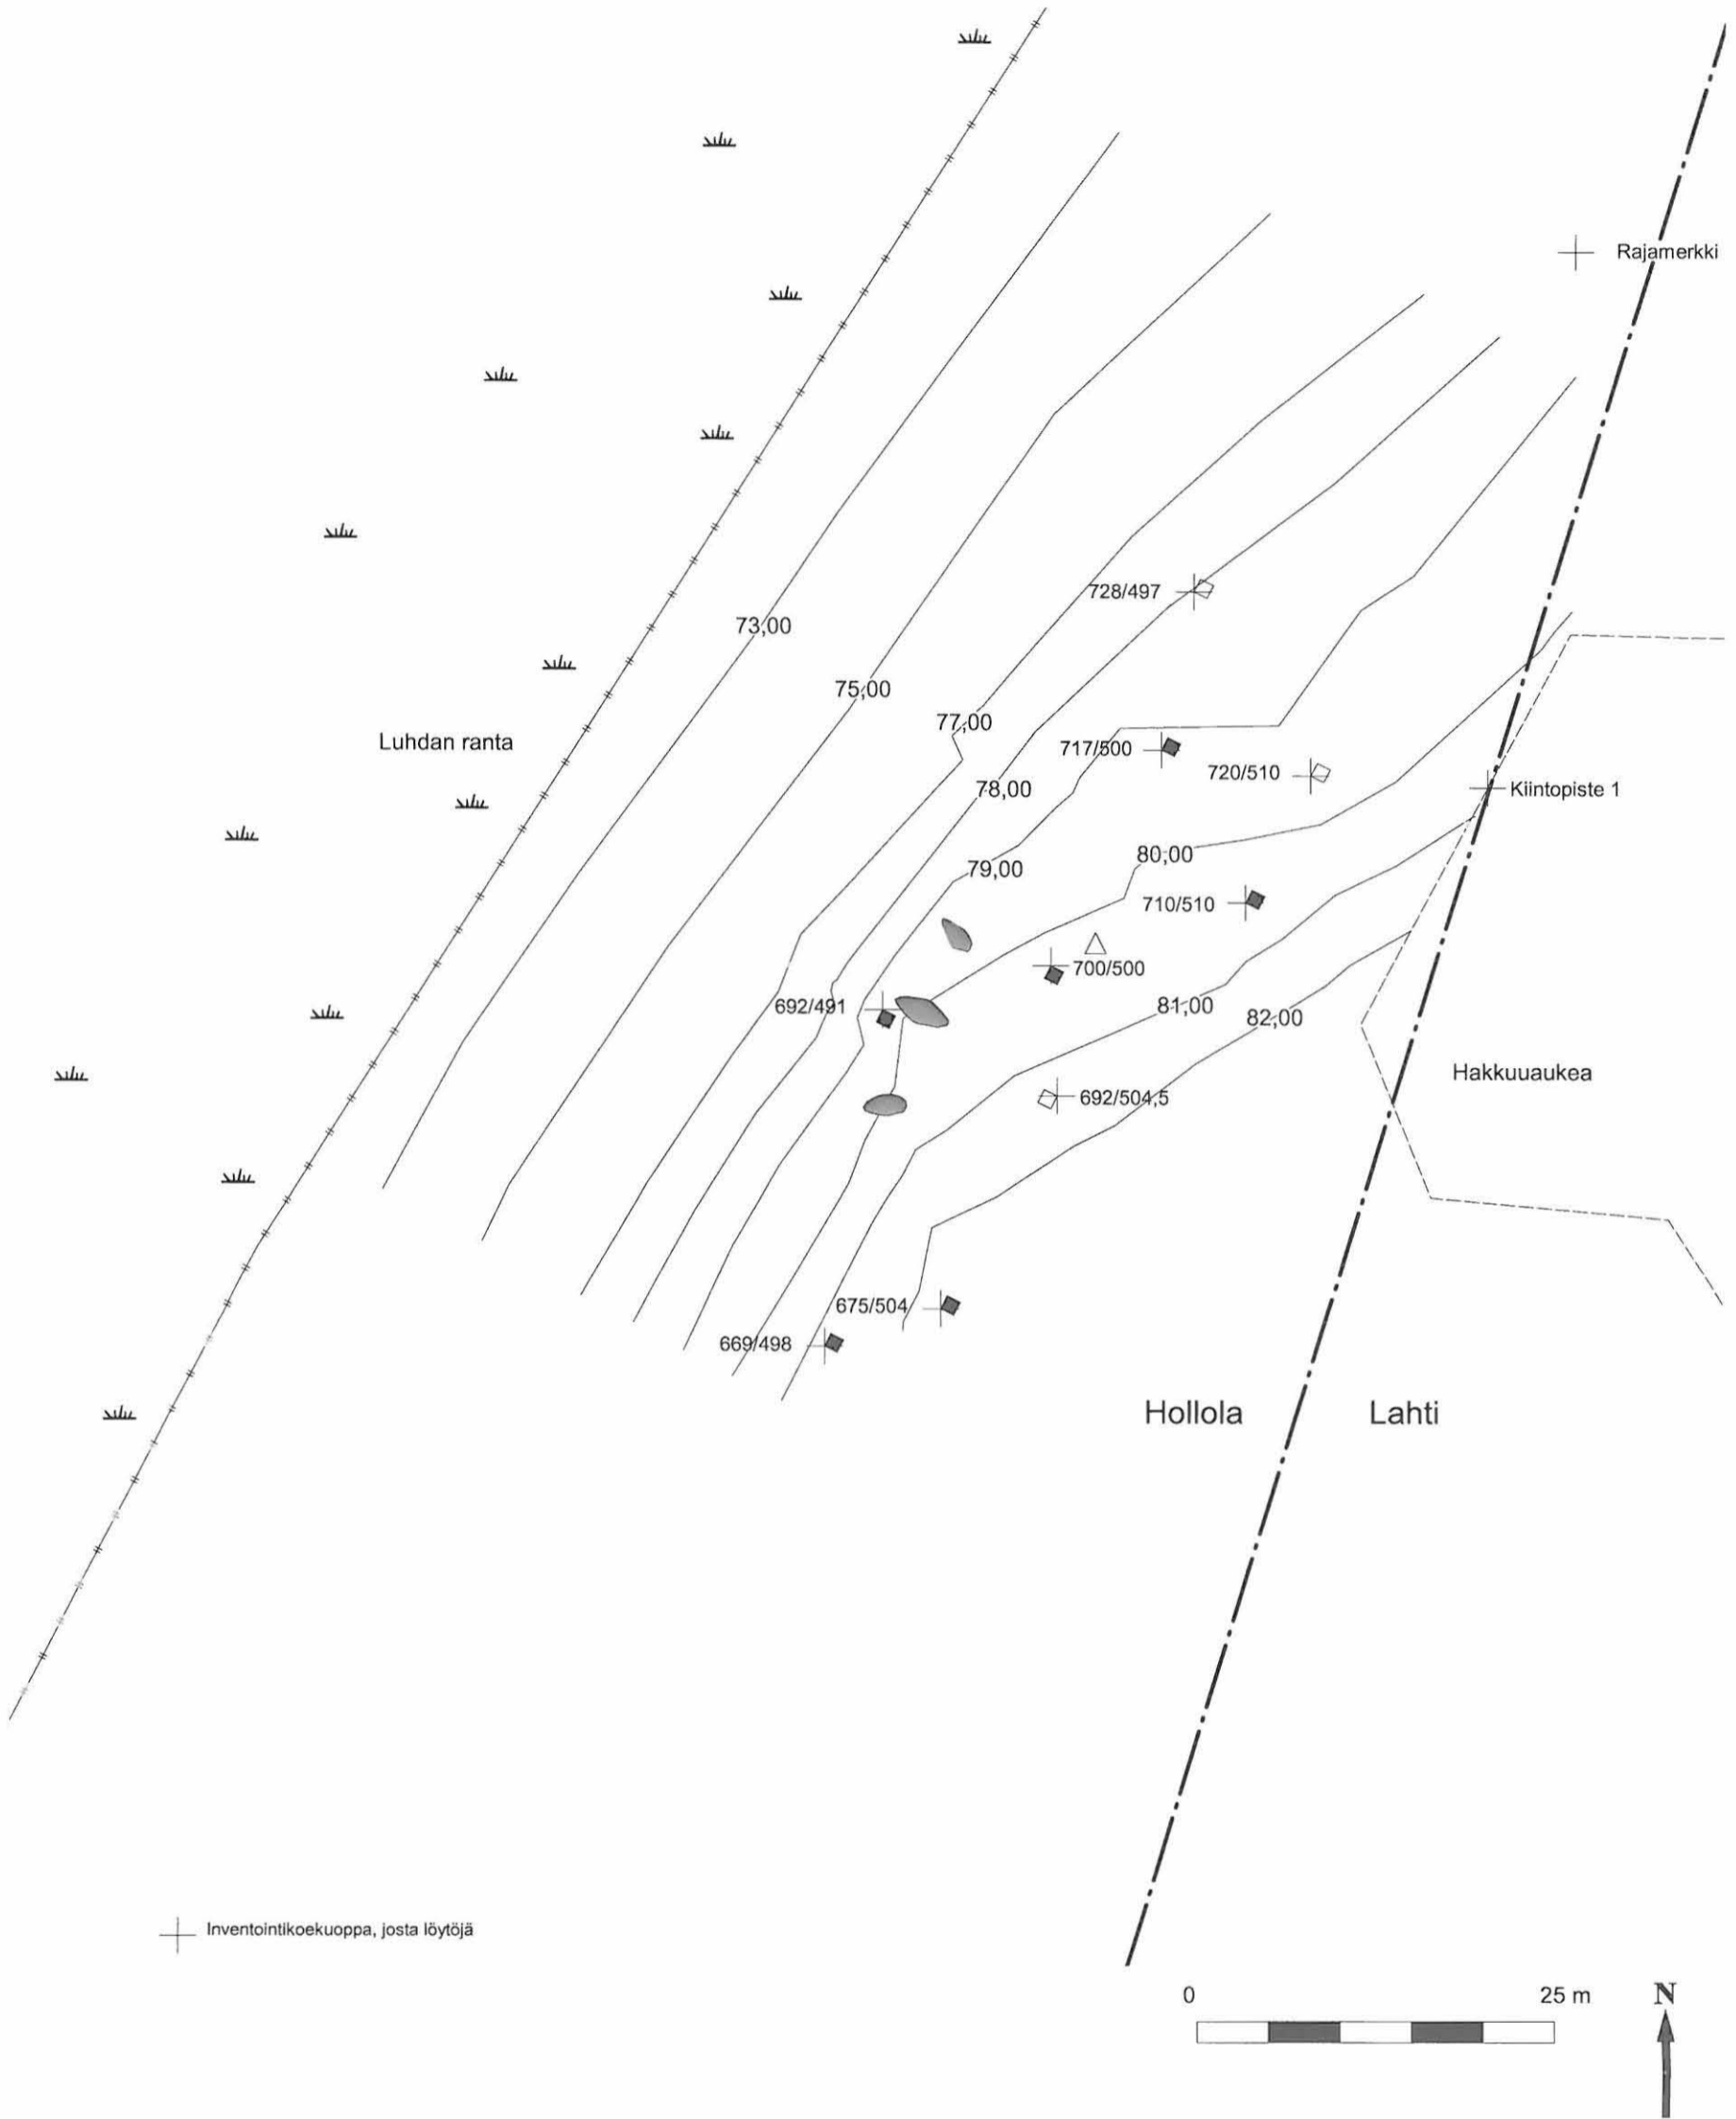 Rajamerkki
728/497
73,00
75,00
77,00
Luhdan ranta
717/500
720/510
78,00
Kiintopiste 1
80,00
79,00
710/510
700/500
692/491
81,00
82,00
Hakkuuaukea
692/504,5
675/504
669/498
Hollola
Lahti
Inventointikoekuoppa, josta löytöjä
0
25 m
N